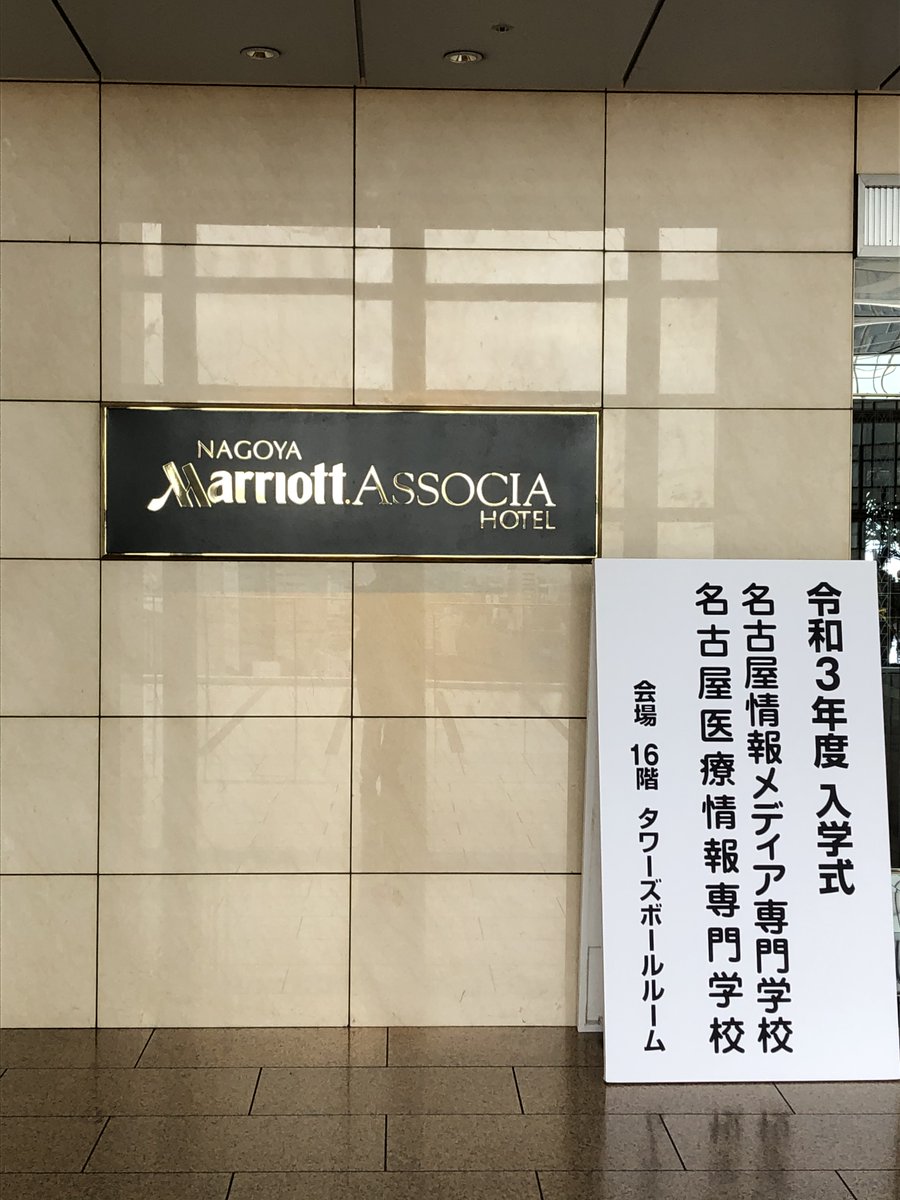 NAGOYA
Marriott. ASSOCIA
HOTEL
令和3年度 入学式
名古屋情報メディア専門学校
名古屋医療情報専門学校
会場 16階 タワーズボールルーム